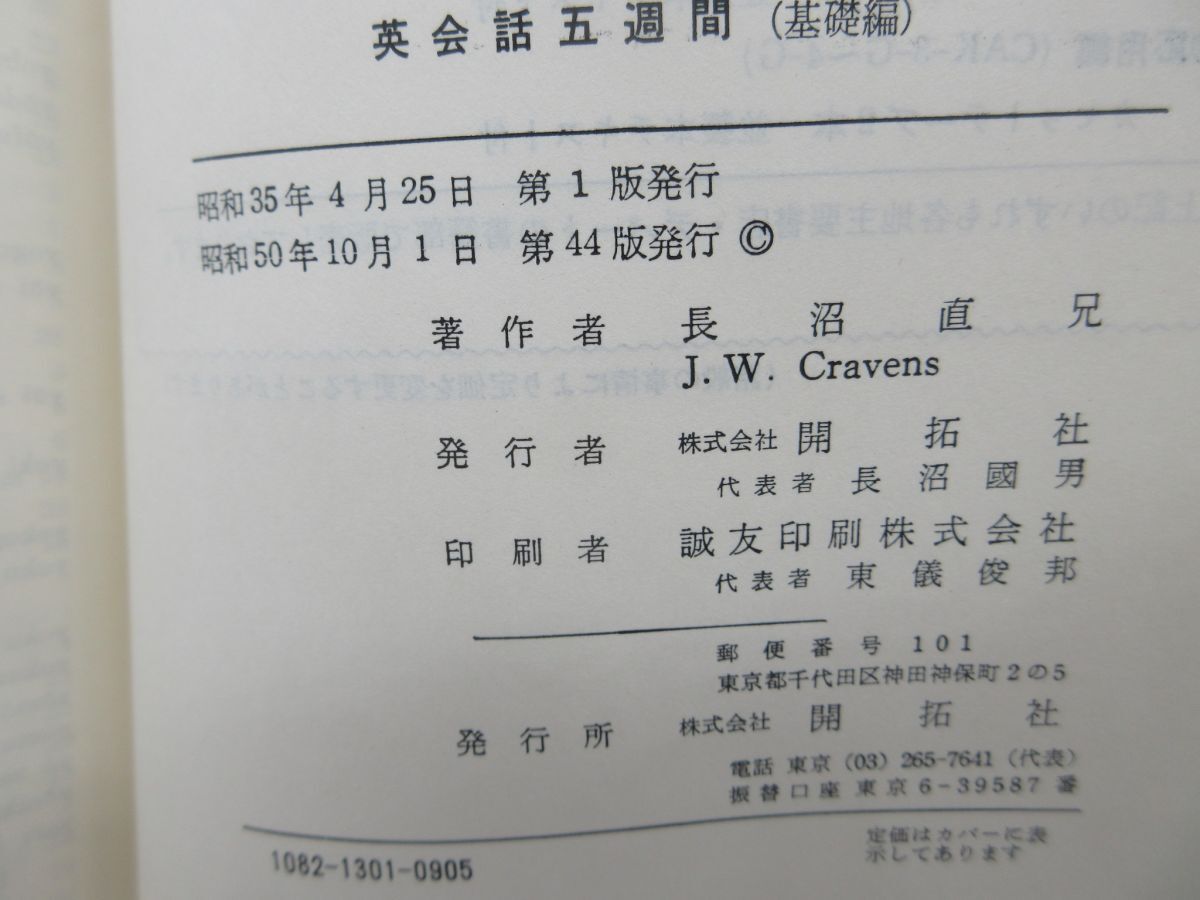 英会話五週間(基礎編)
昭和35年4月25日 第1版発行
昭和50年10月1日 第44版発行 ©
著作者 長沼直兄
J. W. Cravens
発行者 株式会社 開拓社
代表者 長沼國男
印刷者 誠友印刷株式会社
代表者 東儀俊邦
郵便番号 101
東京都千代田区神田神保町2の5
発行所 株式会社 開拓社
電話 東京 (03) 265-7641 (代表)
振替口座 東京 6-39587 番
定価はカバーに表
示してあります
1082-1301-0905